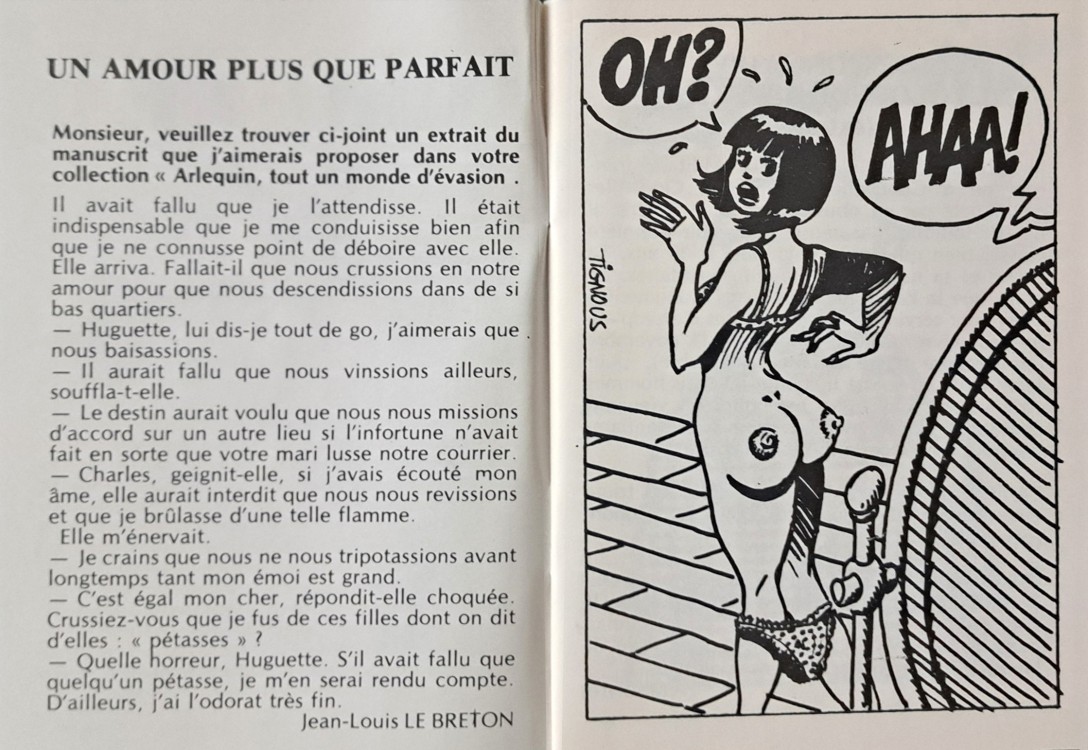 UN AMOUR PLUS QUE PARFAIT
Monsieur, veuillez trouver ci-joint un extrait du
manuscrit que j'aimerais proposer dans votre
collection « Arlequin, tout un monde d'évasion .
Il avait fallu que je l'attendisse. Il était
indispensable que je me conduisisse bien afin
que je ne connusse point de déboire avec elle.
Elle arriva. Fallait-il que nous crussions en notre
amour pour que nous descendissions dans de si
bas quartiers.
— Huguette, lui dis-je tout de go, j'aimerais que
nous baisassions.
— Il aurait fallu que nous vinssions ailleurs,
souffla-t-elle.
— Le destin aurait voulu que nous nous missions
d'accord sur un autre lieu si l'infortune n'avait
fait en sorte que votre mari lusse notre courrier.
— Charles, geignit-elle, si j'avais écouté mon
âme, elle aurait interdit que nous nous revissions
et que je brûlasse d'une telle flamme.
Elle m'énervait.
— Je crains que nous ne nous tripotassions avant
longtemps tant mon émoi est grand.
— C'est égal mon cher, répondit-elle choquée.
Crussiez-vous que je fus de ces filles dont on dit
d'elles : « pétasses » ?
— Quelle horreur, Huguette. S'il avait fallu que
quelqu'un pétasse, je m'en serai rendu compte.
D'ailleurs, j'ai l'odorat très fin.
Jean-Louis LE BRETON
OH?
AHAA!
TIGNOUS